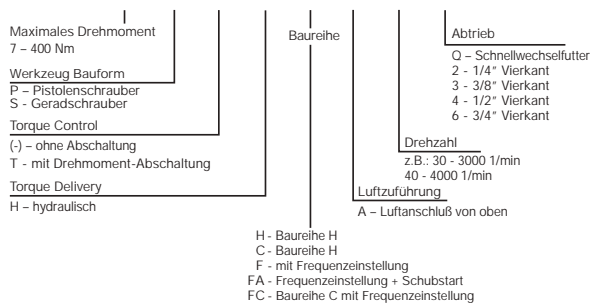 Maximales Drehmoment
7 – 400 Nm
Werkzeug Bauform
P – Pistolenschrauber
S - Geradschrauber
Torque Control
(-) – ohne Abschaltung
T - mit Drehmoment-Abschaltung
Torque Delivery
H – hydraulisch
Baureihe
H - Baureihe H
C - Baureihe H
F - mit Frequenzeinstellung
FA - Frequenzeinstellung + Schubstart
FC - Baureihe C mit Frequenzeinstellung
Abtrieb
Q – Schnellwechselfutter
2 - 1/4" Vierkant
3 - 3/8" Vierkant
4 - 1/2" Vierkant
6 - 3/4" Vierkant
Drehzahl
z.B.: 30 - 3000 1/min
40 - 4000 1/min
Luftzuführung
A – Luftanschluß von oben